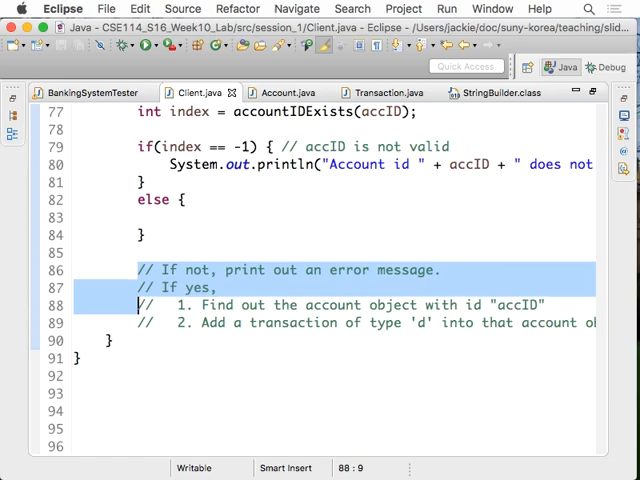 Eclipse File Edit Source Refactor Navigate Search Project Run Window Help
Java - CSE114_S16_Week10_Lab/src/session_1/Client.java - Eclipse - /Users/jackie/doc/suny-korea/teaching/slid
Quick Access Java Debug
BankingSystemTester Client.java Account.java Transaction.java StringBuilder.class
77 int index = accountIDExists(accID);
78
79 if(index == -1) { // accID is not valid
80 System.out.println("Account id " + accID + " does not
81 }
82 else {
83
84 }
85
86 // If not, print out an error message.
87 // If yes,
88 // 1. Find out the account object with id "accID"
89 // 2. Add a transaction of type 'd' into that account ob
90 }
91 }
92
93
94
95
96
Writable Smart Insert 88 : 9